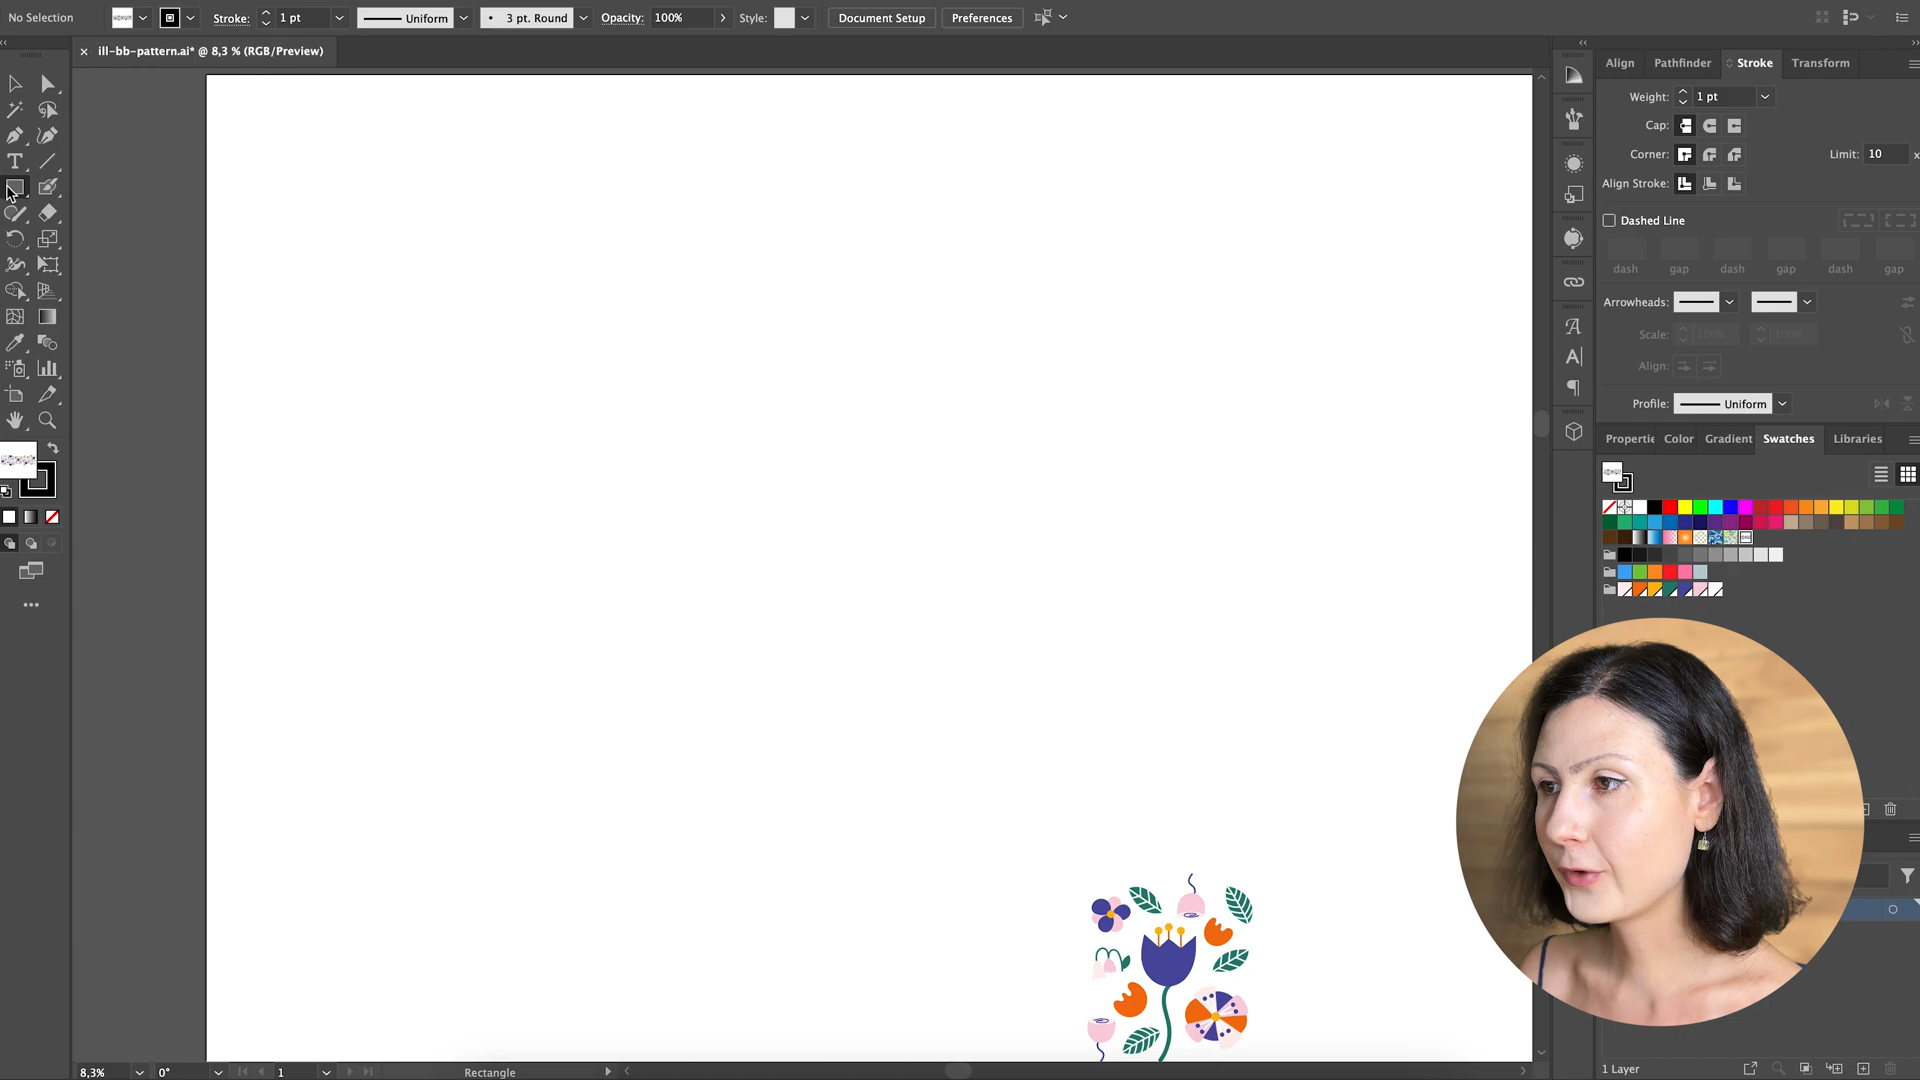 No Selection
Stroke: 1 pt
Uniform
3 pt. Round
Opacity: 100%
Style:
Document Setup
Preferences
ill-bb-pattern.ai* @ 8,3 % (RGB/Preview)
Align Pathfinder Stroke Transform
Weight: 1 pt
Cap:
Corner: Limit: 10 x
Align Stroke:
Dashed Line
dash gap dash gap dash gap
Arrowheads:
Scale: 100% 100%
Align:
Profile: Uniform
Properti Color Gradient Swatches Libraries
8,3% 0° 1 Rectangle
1 Layer